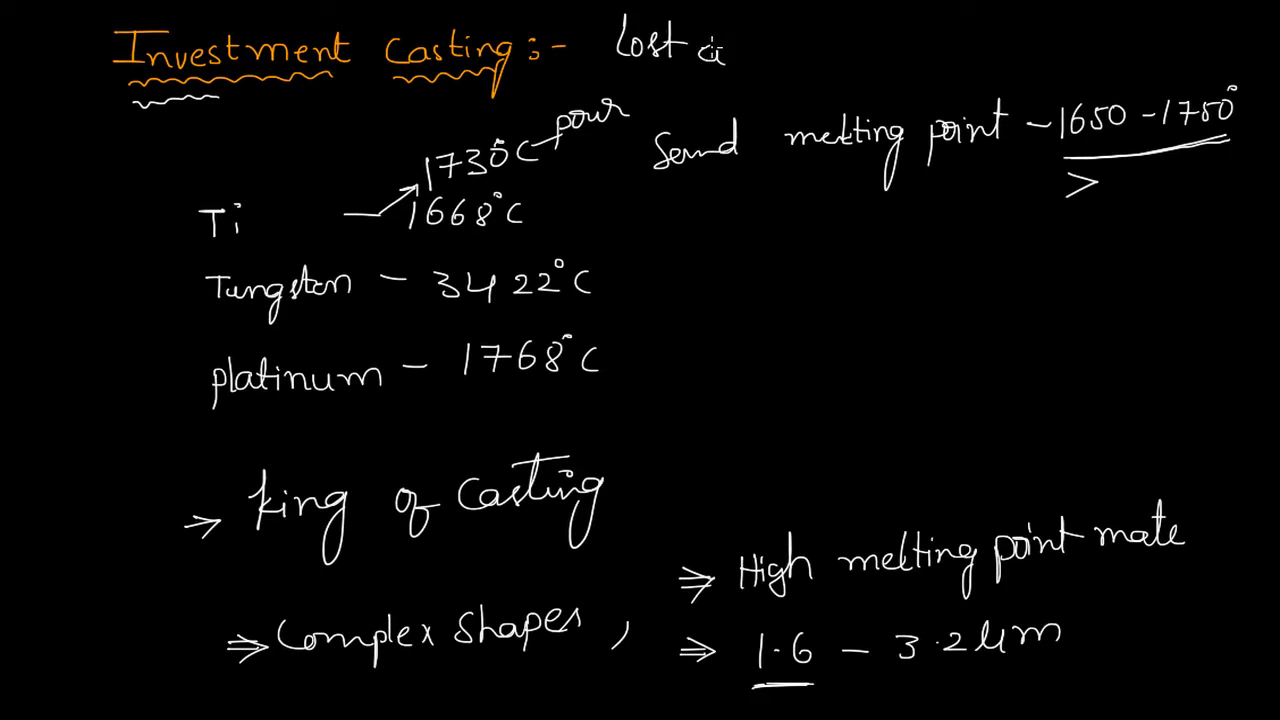 Investment Casting :- Lost
1730°C pour
Sand melting point - 1650 - 1750°
>
Ti 1668°C
Tungsten - 3422°C
platinum - 1768°C
⇒ King of Casting
⇒ High melting point mate
⇒ Complex shapes,
⇒ 1.6 - 3.2 μm